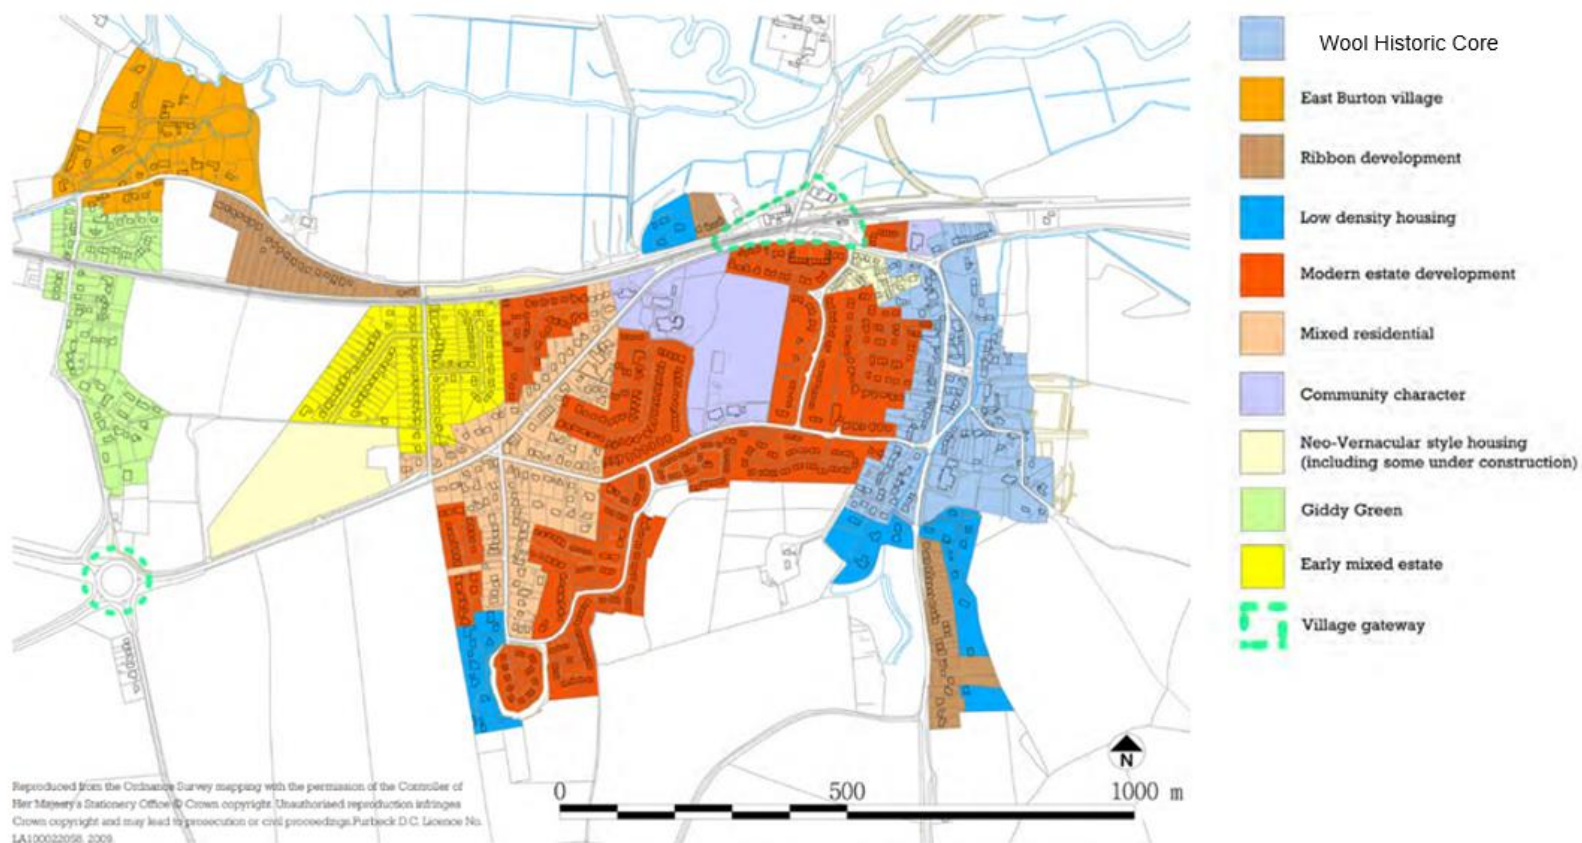 Wool Historic Core
East Burton village
Ribbon development
Low density housing
Modern estate development
Mixed residential
Community character
Neo-Vernacular style housing
(including some under construction)
Giddy Green
Early mixed estate
Village gateway
N
0 500 1000 m
Reproduced from the Ordnance Survey mapping with the permission of the Controller of
Her Majesty's Stationery Office © Crown copyright. Unauthorised reproduction infringes
Crown copyright and may lead to prosecution or civil proceedings.Purbeck D.C. Licence No.
LA100022058. 2009.